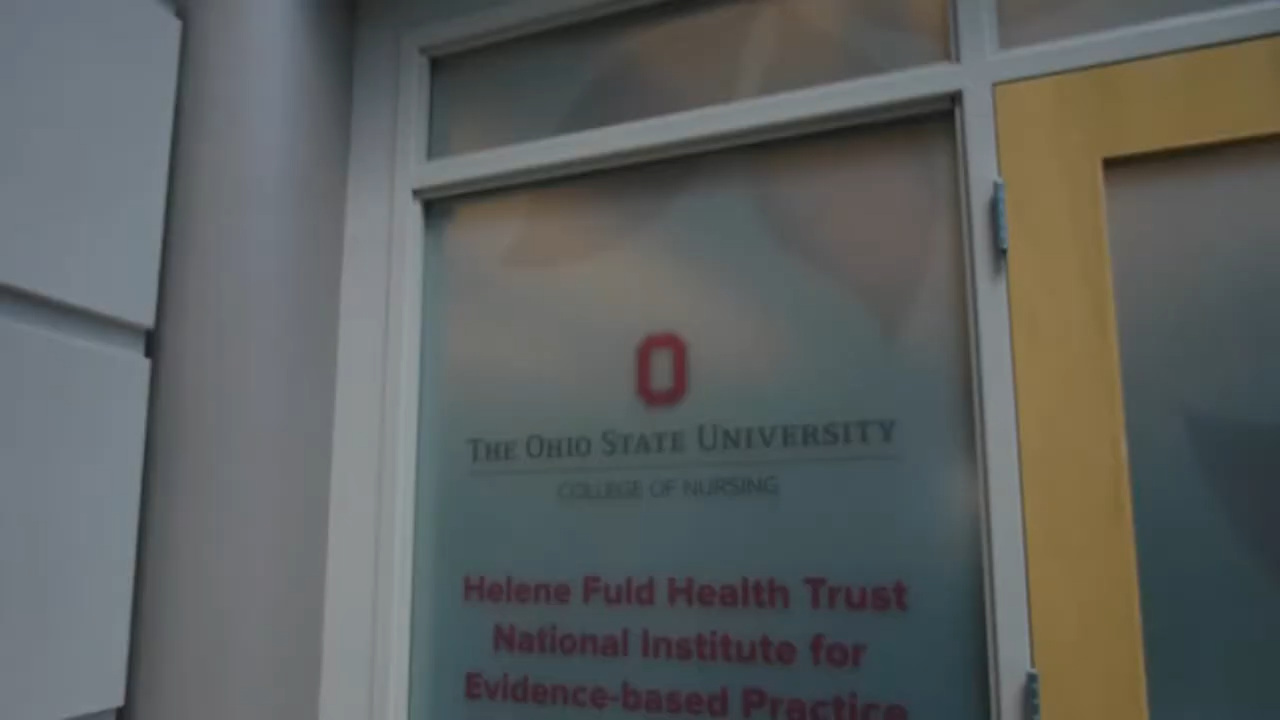 O
THE OHIO STATE UNIVERSITY
COLLEGE OF NURSING
Helene Fuld Health Trust
National Institute for
Evidence-based Practice